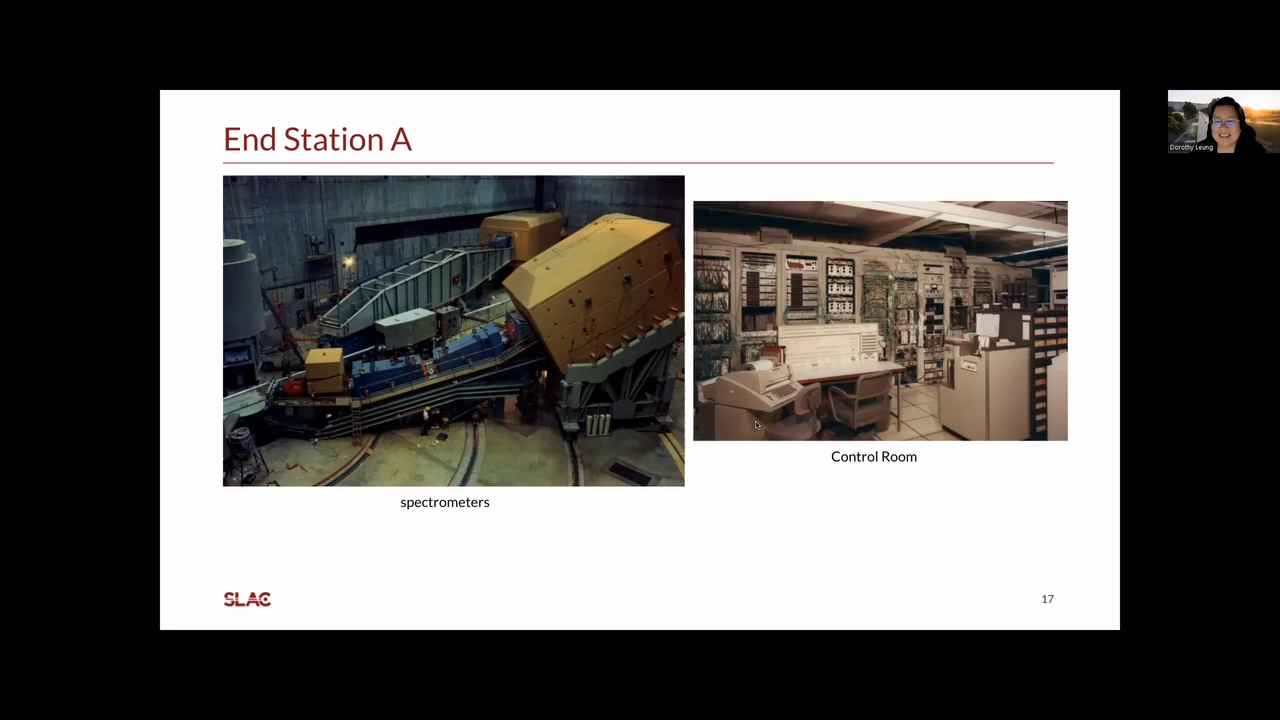 End Station A
Dorothy Leung
Control Room
spectrometers
SLAC
17